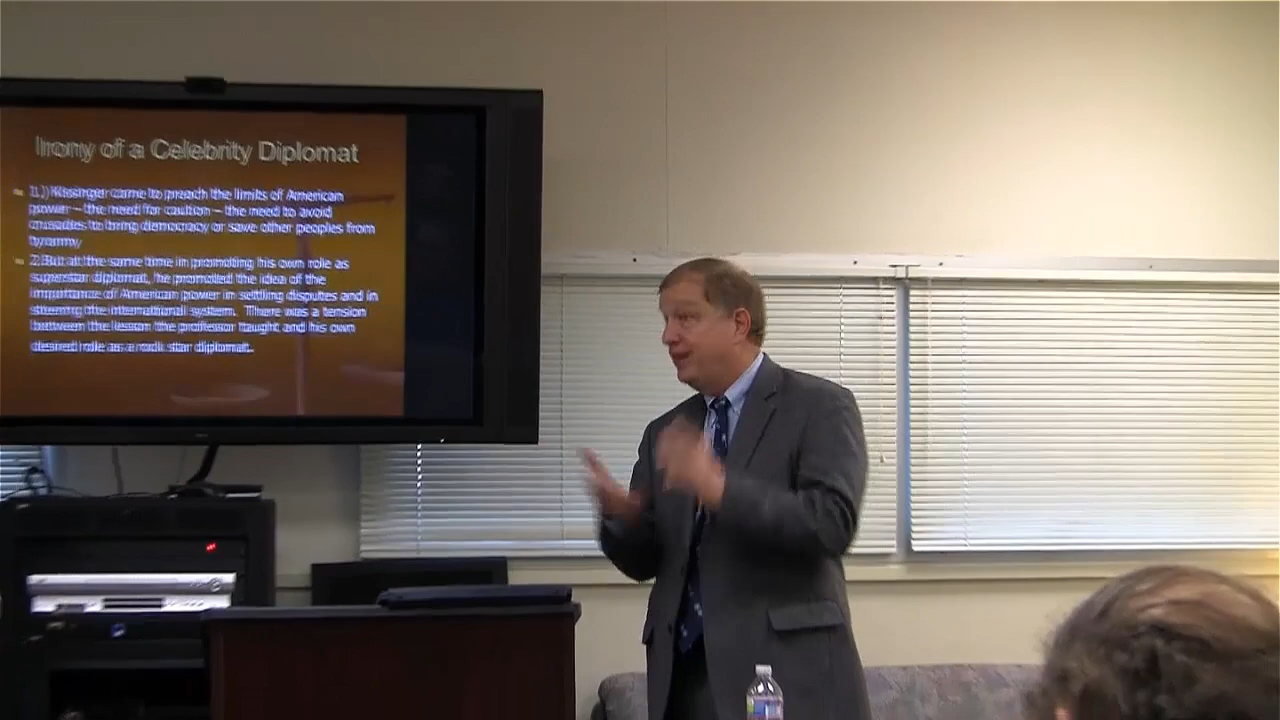 Irony of a Celebrity Diplomat
1.) Kissinger came to preach the limits of American
power – the need for caution – the need to avoid
crusades to bring democracy or save other peoples from
tyranny
2.But at the same time in promoting his own role as
superstar diplomat, he promoted the idea of the
importance of American power in settling disputes and in
steering the international system. There was a tension
between the lesson the professor taught and his own
desired role as a rock star diplomat.